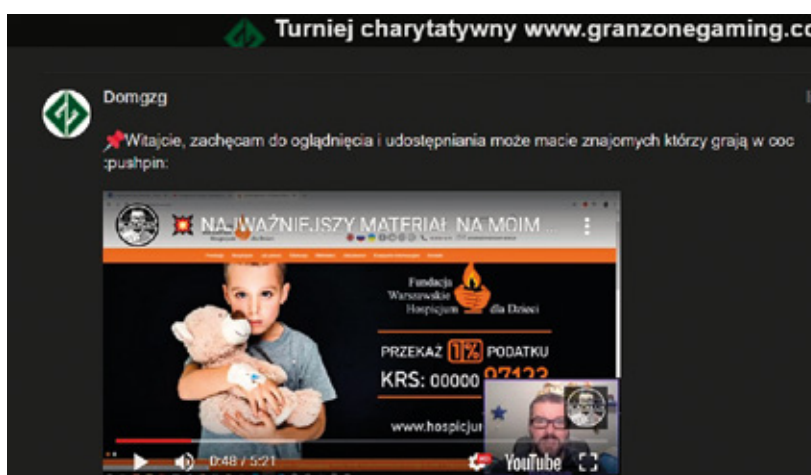 Turniej charytatywny www.granzonegaming.co
Domgzg
Witajcie, zachęcam do oglądnięcia i udostępniania może macie znajomych którzy grają w coc
:pushpin:
NAJWAŻNIEJSZY MATERIAŁ NA MOIM ...
Fundacja
Warszawskie
Hospicjum dla Dzieci
PRZEKAŻ 1% PODATKU
KRS: 00000 97123
www.hospicju
0:48 / 5:21
YouTube